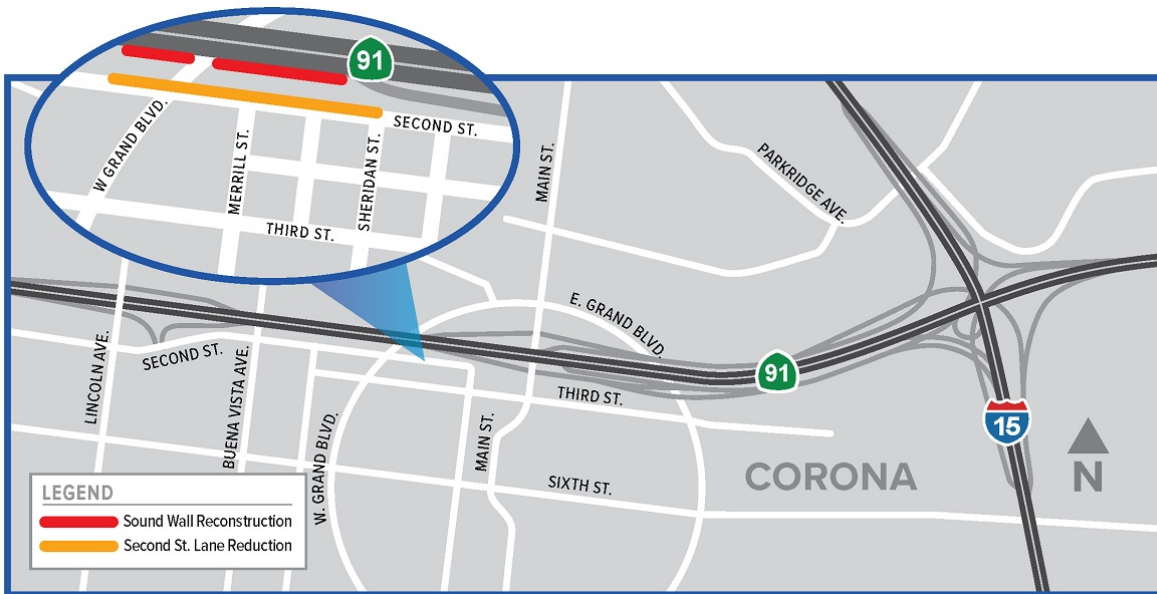 91
SECOND ST.
W GRAND BLVD.
MERRILL ST.
SHERIDAN ST.
THIRD ST.
MAIN ST.
PARKRIDGE AVE.
E. GRAND BLVD.
LINCOLN AVE.
SECOND ST.
BUENA VISTA AVE.
91
THIRD ST.
W. GRAND BLVD.
MAIN ST.
15
SIXTH ST.
CORONA
N
LEGEND
Sound Wall Reconstruction
Second St. Lane Reduction